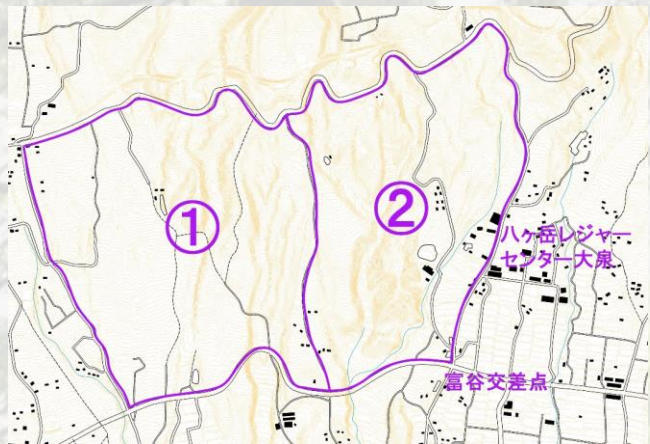 ①
②
八ヶ岳レジャー
センター大泉
富谷交差点